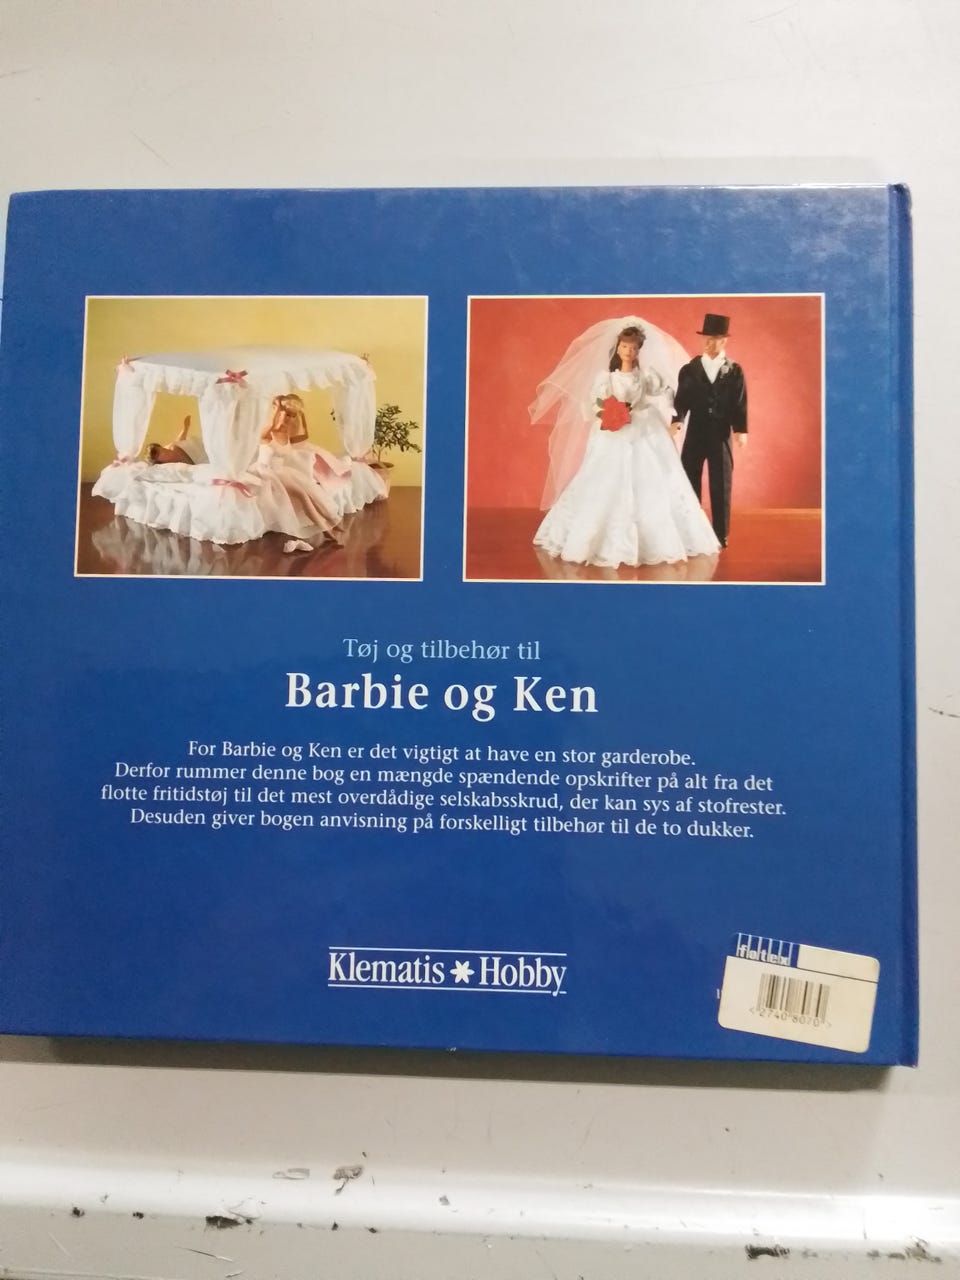 Tøj og tilbehør til
Barbie og Ken
For Barbie og Ken er det vigtigt at have en stor garderobe.
Derfor rummer denne bog en mængde spændende opskrifter på alt fra det
flotte fritidstøj til det mest overdådige selskabsskrud, der kan sys af stofrester.
Desuden giver bogen anvisning på forskelligt tilbehør til de to dukker.
Klematis Hobby
føtex